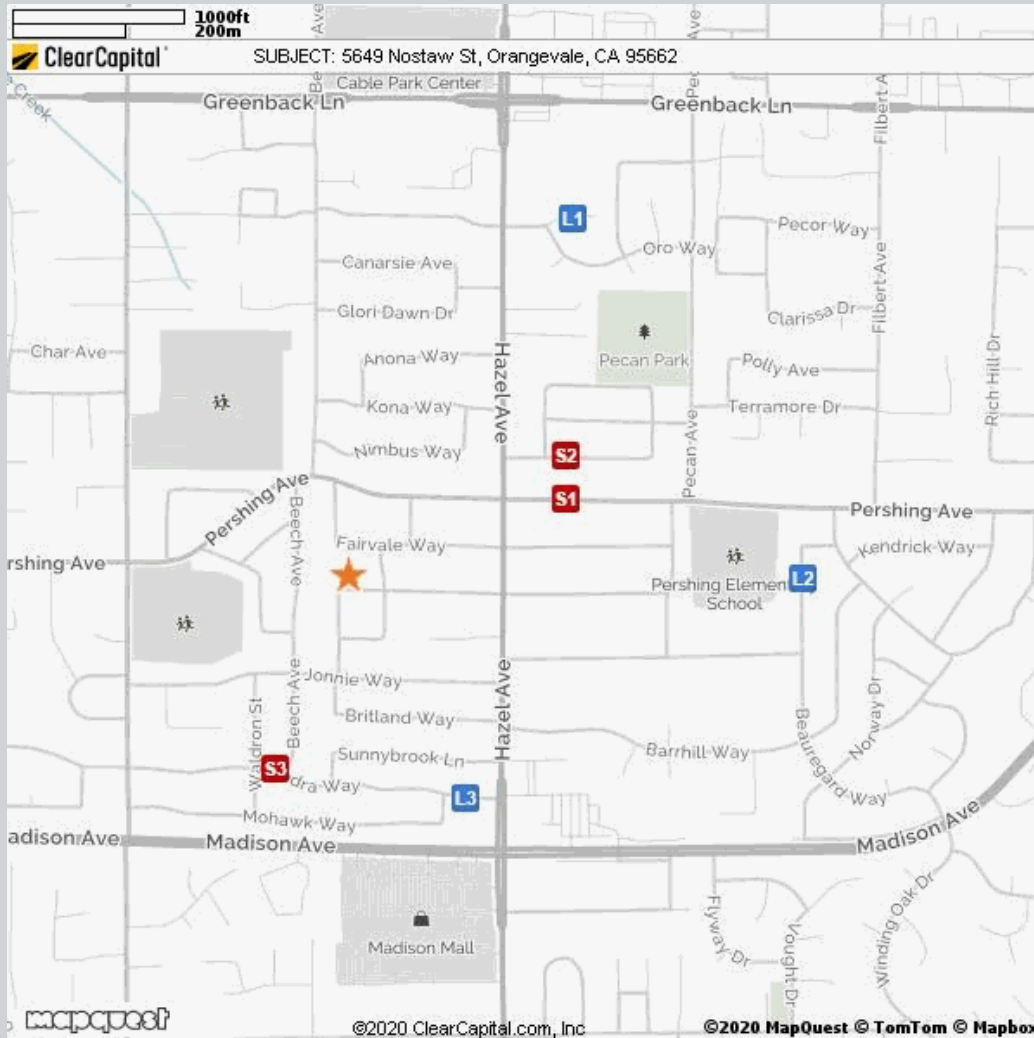 1000ft
200m
ClearCapital
SUBJECT: 5649 Nostaw St, Orangevale, CA 95662
Cable Park Center
Greenback Ln
Greenback Ln
Creek
Filbert A
L1
Pecor Way
Oro Way
Canarsie Ave
Glori Dawn Dr
Clarissa Dr
Filbert Ave
Char Ave
Anona Way
Hazel Ave
Pecan Park
Polly Ave
Rich Hill Dr
Kona Way
Terramore Dr
Nimbus Way
S2
Pecan Ave
Pershing Ave
S1
Pershing Ave
Beech Ave
Fairvale Way
Kendrick Way
rshing Ave
Pershing Elemen
School
L2
Jonnie Way
Beech Ave
Hazel Ave
Waldron St
Britland Way
Norway Dr
Barrhill Way
Sunnybrook Ln
S3
dra Way
L3
Beauregard Way
Mohawk Way
adison Ave
Madison Ave
Madison Ave
Flyway Dr
Winding Oak Dr
Vought Dr
Madison Mall
mapquest
©2020 ClearCapital.com, Inc
©2020 MapQuest © TomTom © Mapbox